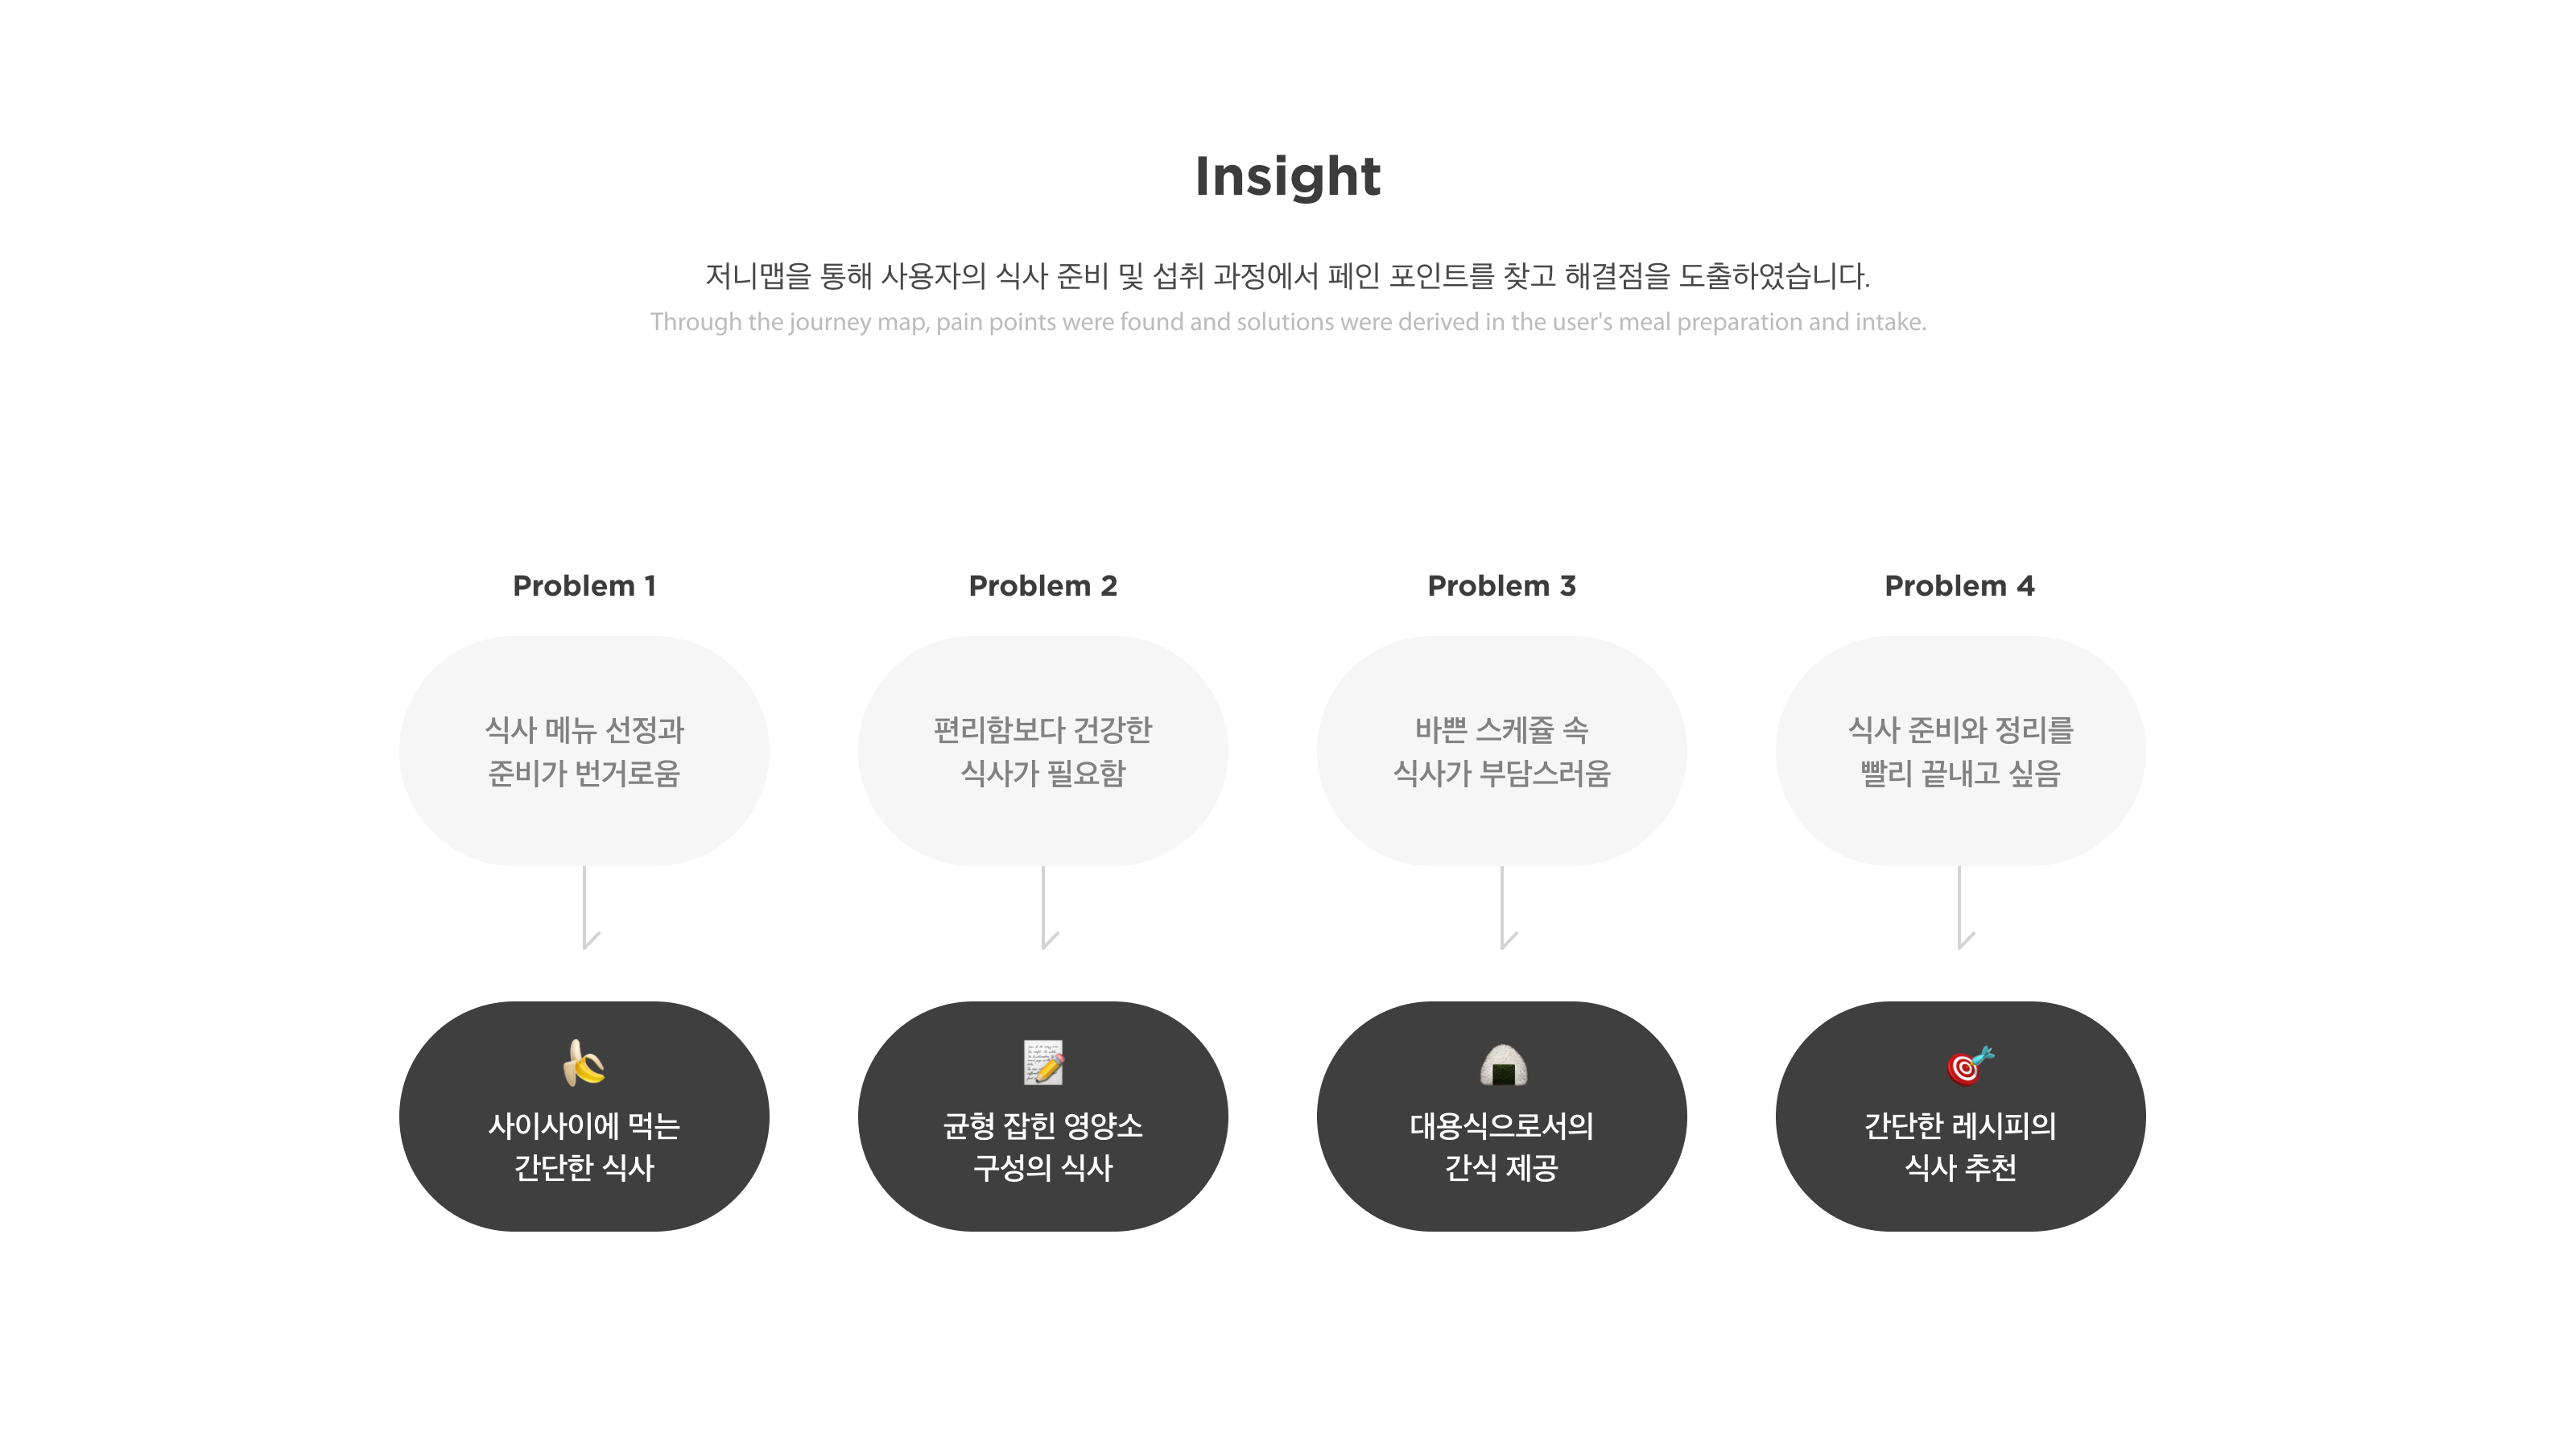 Insight
저니맵을 통해 사용자의 식사 준비 및 섭취 과정에서 페인 포인트를 찾고 해결점을 도출하였습니다.
Through the journey map, pain points were found and solutions were derived in the user's meal preparation and intake.
Problem 1
식사 메뉴 선정과
준비가 번거로움
사이사이에 먹는
간단한 식사
Problem 2
편리함보다 건강한
식사가 필요함
균형 잡힌 영양소
구성의 식사
Problem 3
바쁜 스케쥴 속
식사가 부담스러움
대용식으로서의
간식 제공
Problem 4
식사 준비와 정리를
빨리 끝내고 싶음
간단한 레시피의
식사 추천